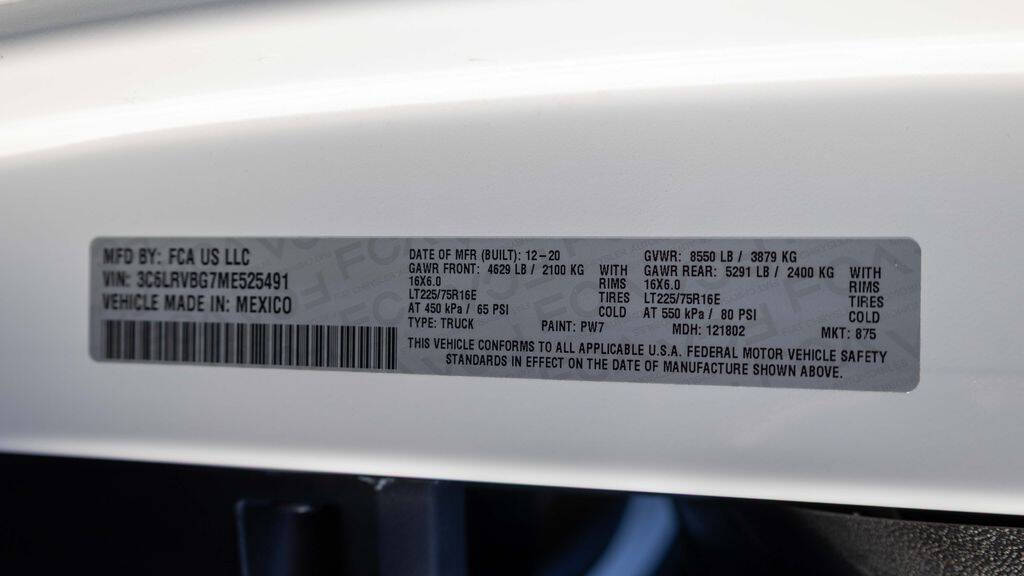 MFD BY: FCA US LLC
VIN: 3C6LRVBG7ME525491
VEHICLE MADE IN: MEXICO
DATE OF MFR (BUILT): 12-20
GAWR FRONT: 4629 LB / 2100 KG WITH
16X6.0 RIMS
LT225/75R16E TIRES
AT 450 kPa / 65 PSI COLD
TYPE: TRUCK PAINT: PW7
GVWR: 8550 LB / 3879 KG
GAWR REAR: 5291 LB / 2400 KG WITH
16X6.0 RIMS
LT225/75R16E TIRES
AT 550 kPa / 80 PSI COLD
MDH: 121802 MKT: 875
THIS VEHICLE CONFORMS TO ALL APPLICABLE U.S.A. FEDERAL MOTOR VEHICLE SAFETY
STANDARDS IN EFFECT ON THE DATE OF MANUFACTURE SHOWN ABOVE.